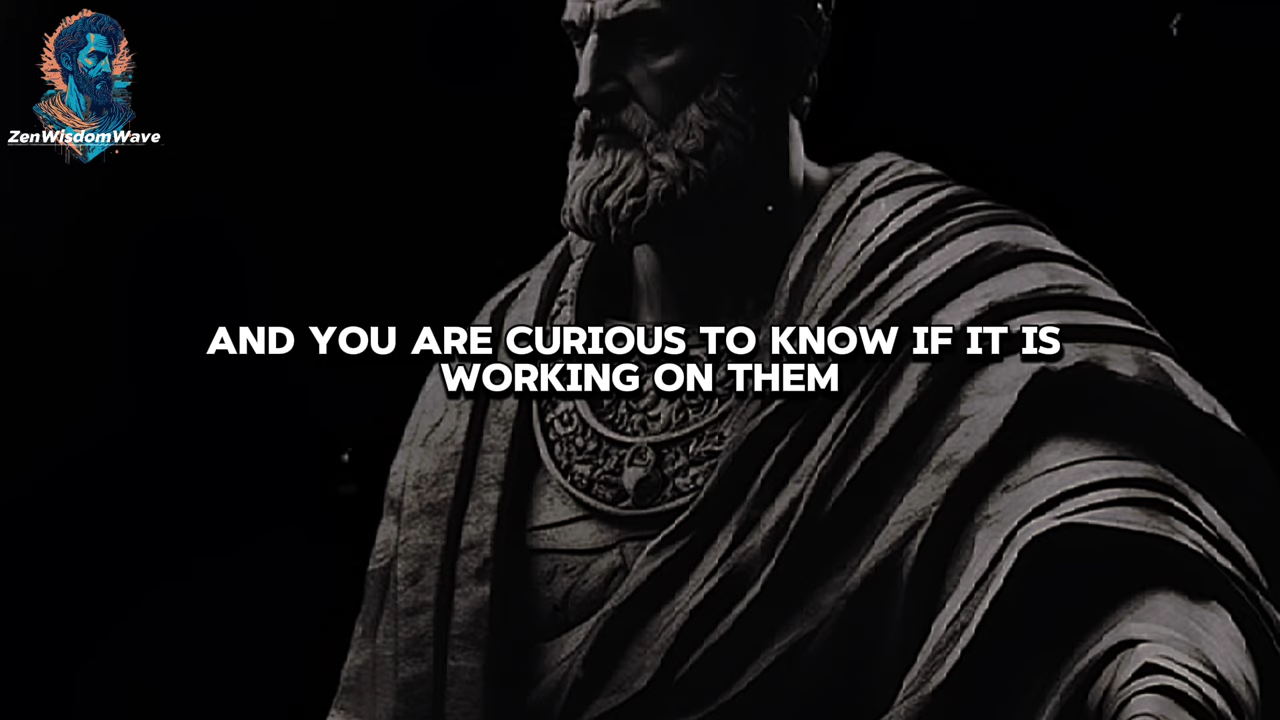 ZenWisdomWave
AND YOU ARE CURIOUS TO KNOW IF IT IS
WORKING ON THEM